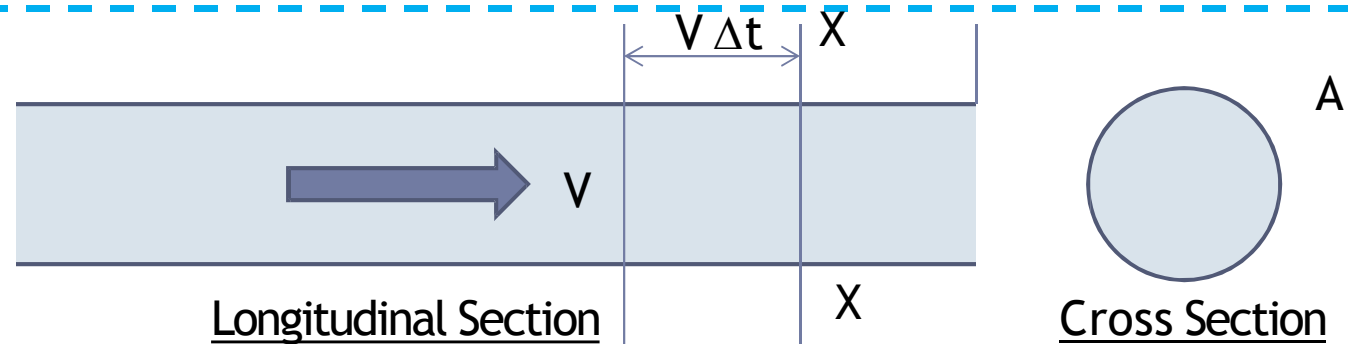 V Δt X
A
V
X
Longitudinal Section
Cross Section